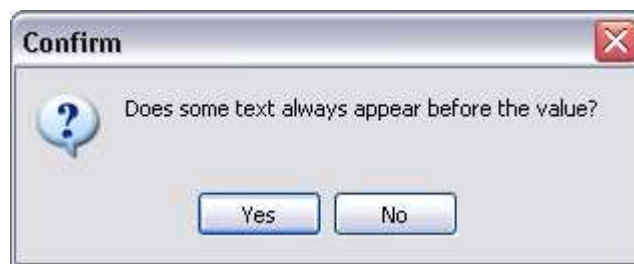 Confirm
Does some text always appear before the value?
Yes No